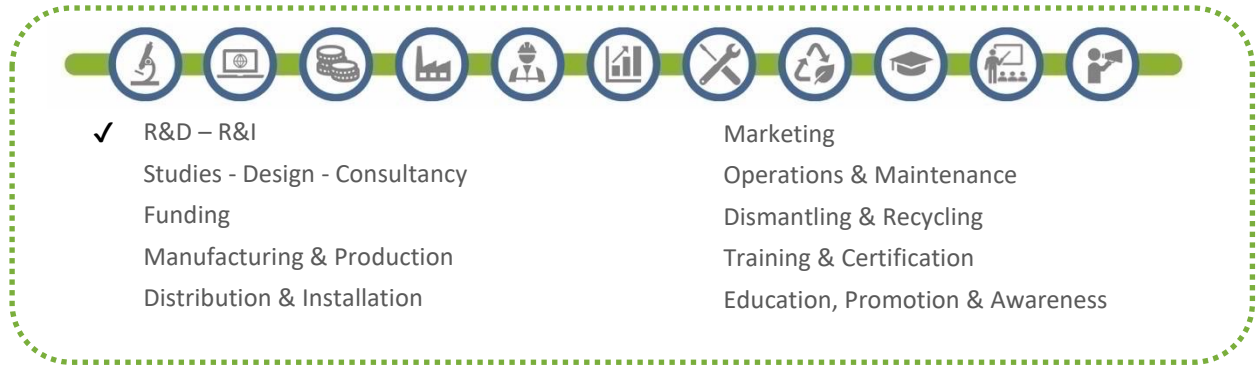 ✓ R&D – R&I
Studies - Design - Consultancy
Funding
Manufacturing & Production
Distribution & Installation
Marketing
Operations & Maintenance
Dismantling & Recycling
Training & Certification
Education, Promotion & Awareness